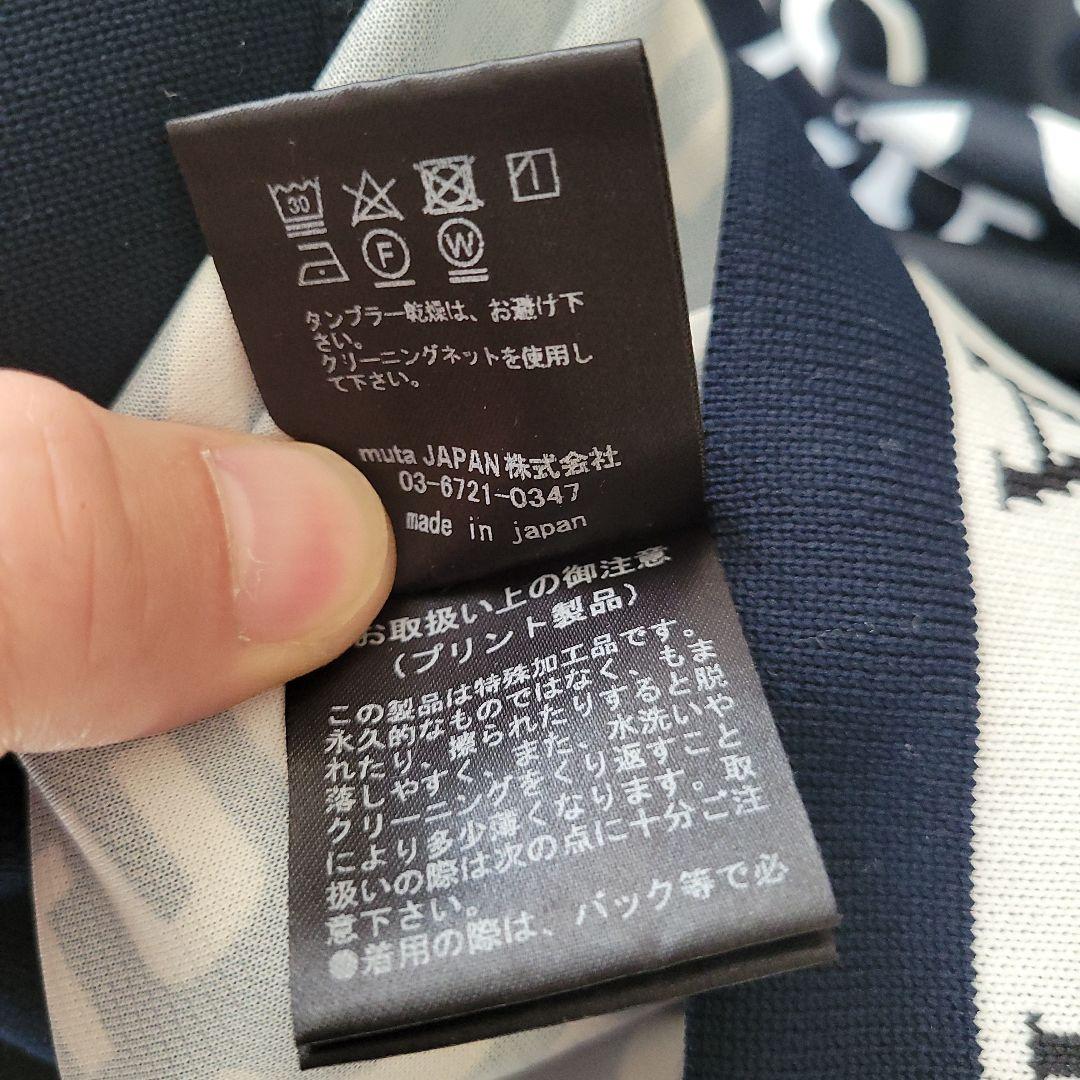 30
F W
タンブラー乾燥は、お避け下
さい。
クリーニングネットを使用し
て下さい。
muta JAPAN株式会社
03-6721-0347
made in japan
お取扱い上の御注意
(プリント製品)
この製品は特殊加工品です。
永久的なものではなく、もま
れたり、擦られたりすると脱
落しやすく、また、水洗いや
クリーニングをくり返すこと
により多少薄くなります。取
扱いの際は次の点に十分ご注
意下さい。
●着用の際は、バック等で必